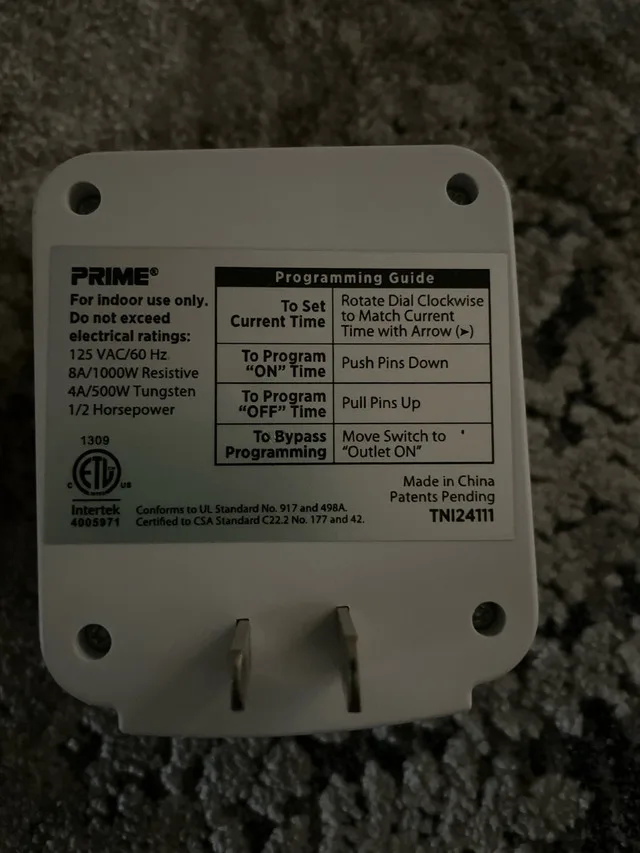 PRIME®
For indoor use only.
Do not exceed
electrical ratings:
125 VAC/60 Hz
8A/1000W Resistive
4A/500W Tungsten
1/2 Horsepower
1309
ETL
C US
Intertek
4005971
Programming Guide
To Set
Current Time
Rotate Dial Clockwise
to Match Current
Time with Arrow (➤)
To Program
“ON” Time
Push Pins Down
To Program
“OFF” Time
Pull Pins Up
To Bypass
Programming
Move Switch to
“Outlet ON”
Conforms to UL Standard No. 917 and 498A.
Certified to CSA Standard C22.2 No. 177 and 42.
Made in China
Patents Pending
TNI24111